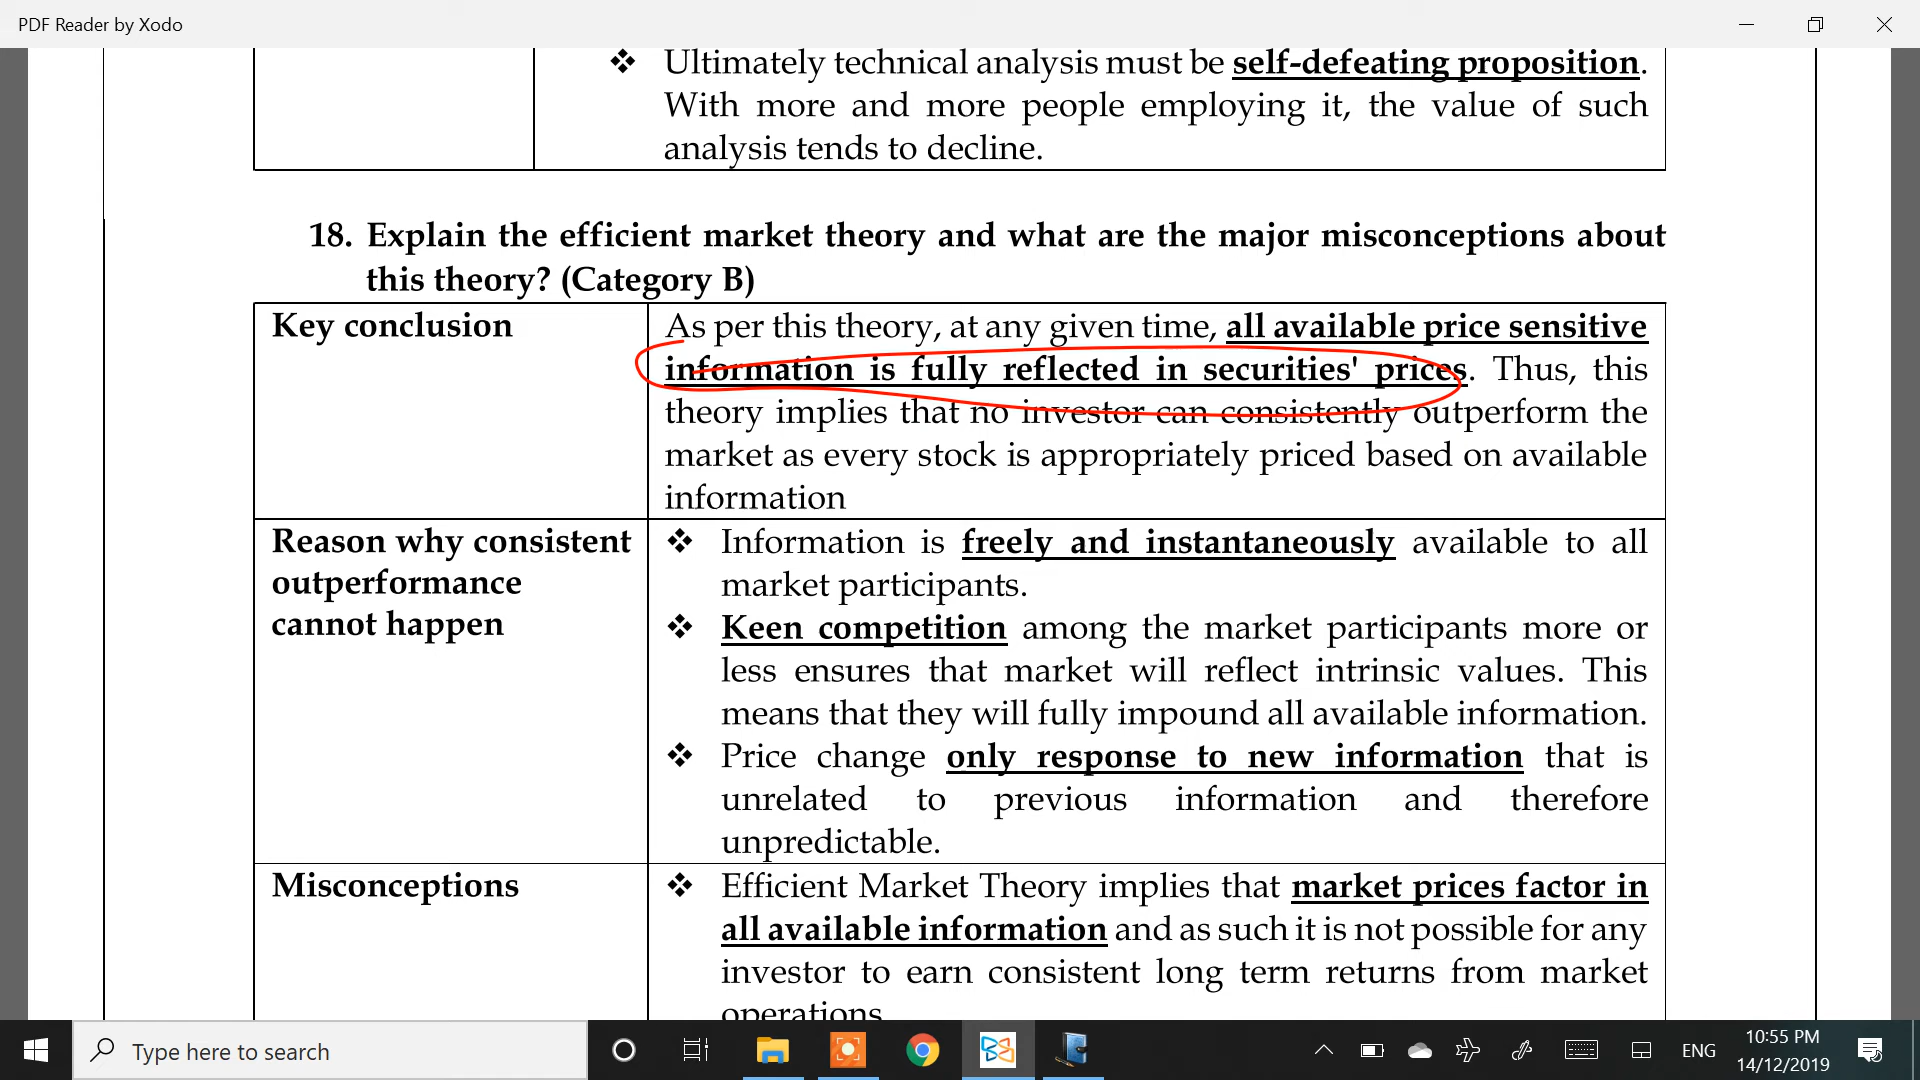 PDF Reader by Xodo
❖ Ultimately technical analysis must be self-defeating proposition.
With more and more people employing it, the value of such
analysis tends to decline.
18. Explain the efficient market theory and what are the major misconceptions about
this theory? (Category B)
Key conclusion
As per this theory, at any given time, all available price sensitive
information is fully reflected in securities' prices. Thus, this
theory implies that no investor can consistently outperform the
market as every stock is appropriately priced based on available
information
Reason why consistent
outperformance
cannot happen
❖ Information is freely and instantaneously available to all
market participants.
❖ Keen competition among the market participants more or
less ensures that market will reflect intrinsic values. This
means that they will fully impound all available information.
❖ Price change only response to new information that is
unrelated to previous information and therefore
unpredictable.
Misconceptions
❖ Efficient Market Theory implies that market prices factor in
all available information and as such it is not possible for any
investor to earn consistent long term returns from market
operations
Type here to search
ENG
10:55 PM
14/12/2019